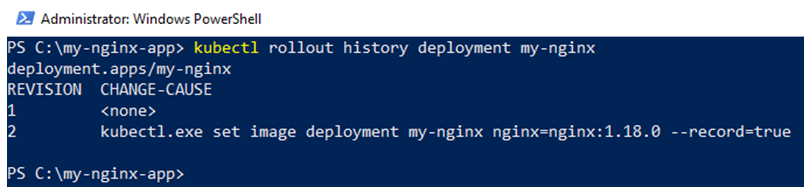 Administrator: Windows PowerShell
PS C:\my-nginx-app> kubectl rollout history deployment my-nginx
deployment.apps/my-nginx
REVISION  CHANGE-CAUSE
1         <none>
2         kubectl.exe set image deployment my-nginx nginx=nginx:1.18.0 --record=true
PS C:\my-nginx-app>